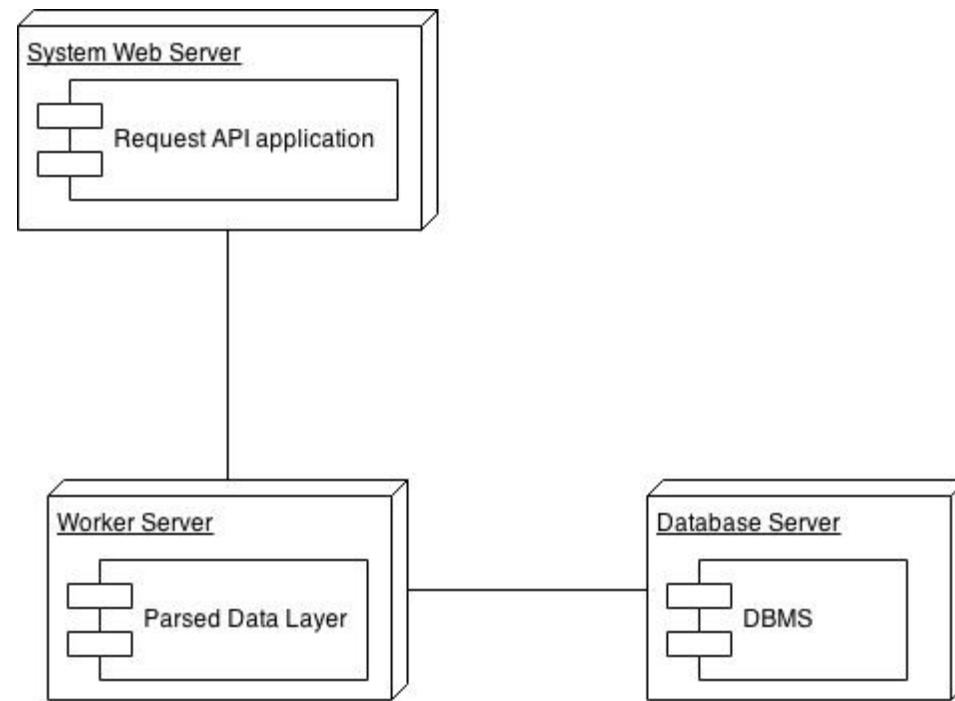 System Web Server
Request API application
Worker Server
Parsed Data Layer
Database Server
DBMS